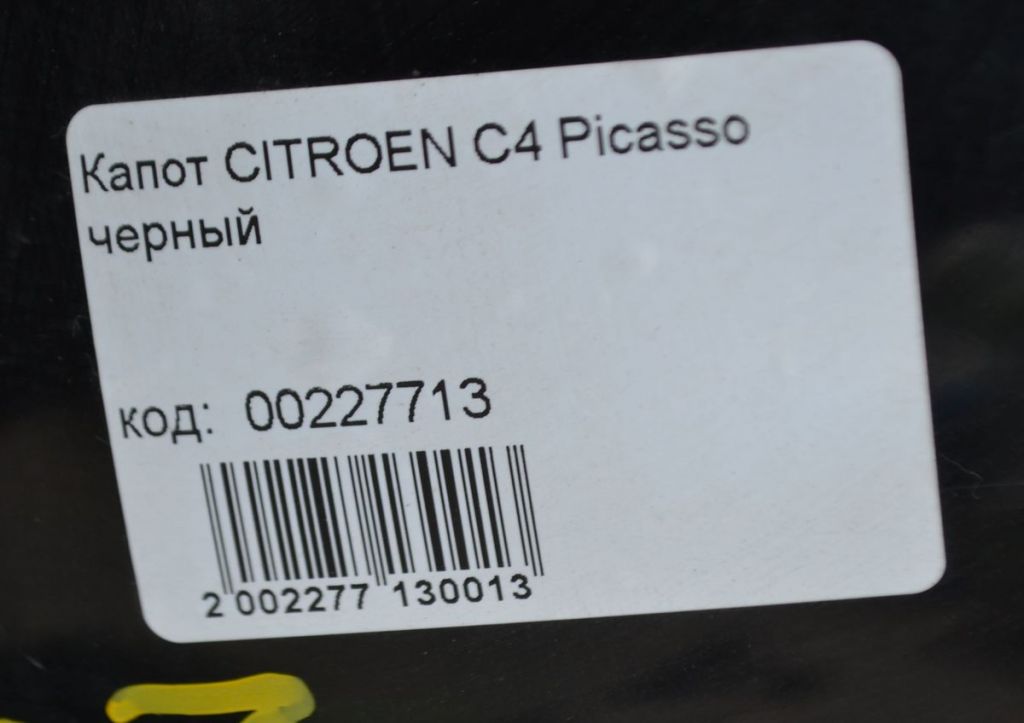 Капот CITROEN C4 Picasso
черный
код: 00227713
2 002277 130013